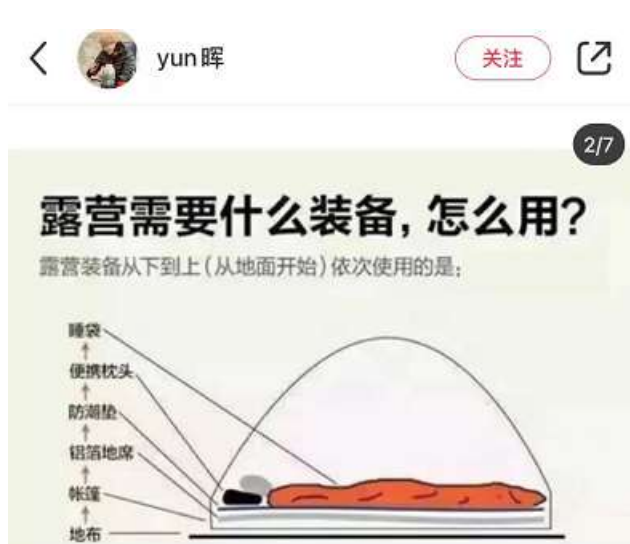 yun晖
关注
2/7
露营需要什么装备，怎么用？
露营装备从下到上（从地面开始）依次使用的是；
睡袋
便携枕头
防潮垫
铝箔地席
帐篷
地布